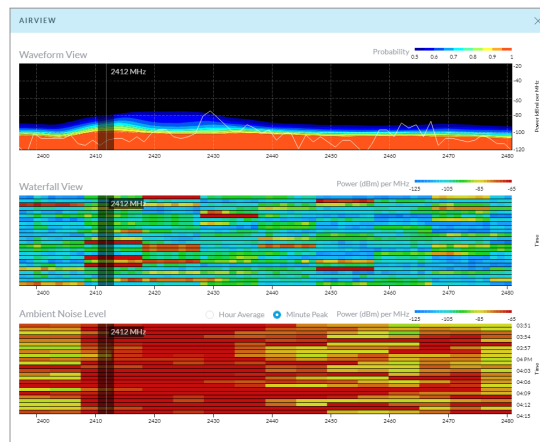 AIRVIEW ×
Waveform View Probability 0.5 0.6 0.7 0.8 0.9 1
2412 MHz
-20
-40
-60
-80
-100
-120
Power (dBm) per MHz
2400 2410 2420 2430 2440 2450 2460 2470 2480
Waterfall View Power (dBm) per MHz -125 -105 -85 -65
2412 MHz
Time
2400 2410 2420 2430 2440 2450 2460 2470 2480
Ambient Noise Level Hour Average Minute Peak Power (dBm) per MHz -125 -105 -85 -65
2412 MHz
03:51
03:54
03:57
04 PM
04:03
04:06
04:09
04:12
04:15
Time
2400 2410 2420 2430 2440 2450 2460 2470 2480